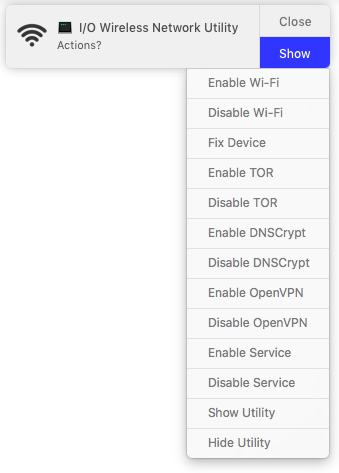 I/O Wireless Network Utility
Actions?
Close
Show
Enable Wi-Fi
Disable Wi-Fi
Fix Device
Enable TOR
Disable TOR
Enable DNSCrypt
Disable DNSCrypt
Enable OpenVPN
Disable OpenVPN
Enable Service
Disable Service
Show Utility
Hide Utility